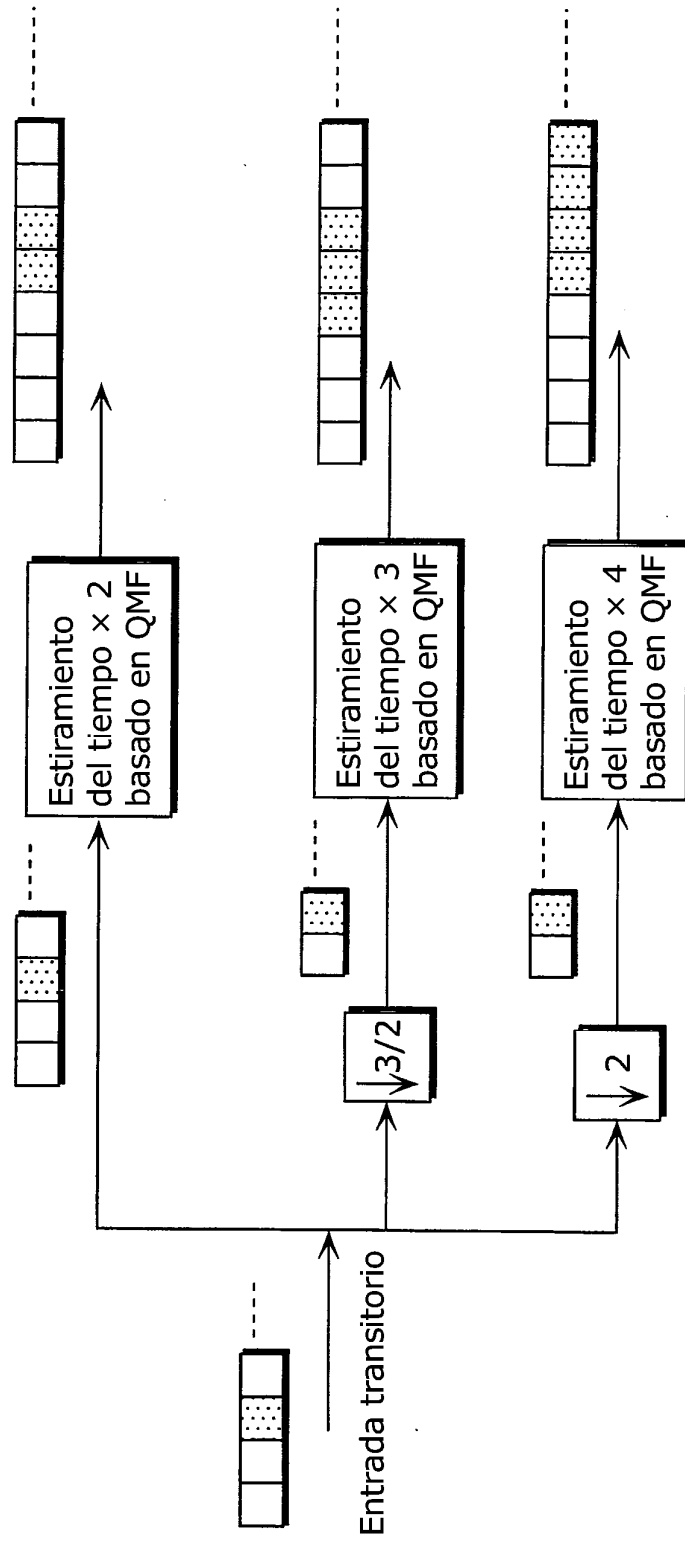 Entrada transitorio
Estiramiento
del tiempo × 2
basado en QMF
↓3/2
Estiramiento
del tiempo × 3
basado en QMF
↓ 2
Estiramiento
del tiempo × 4
basado en QMF